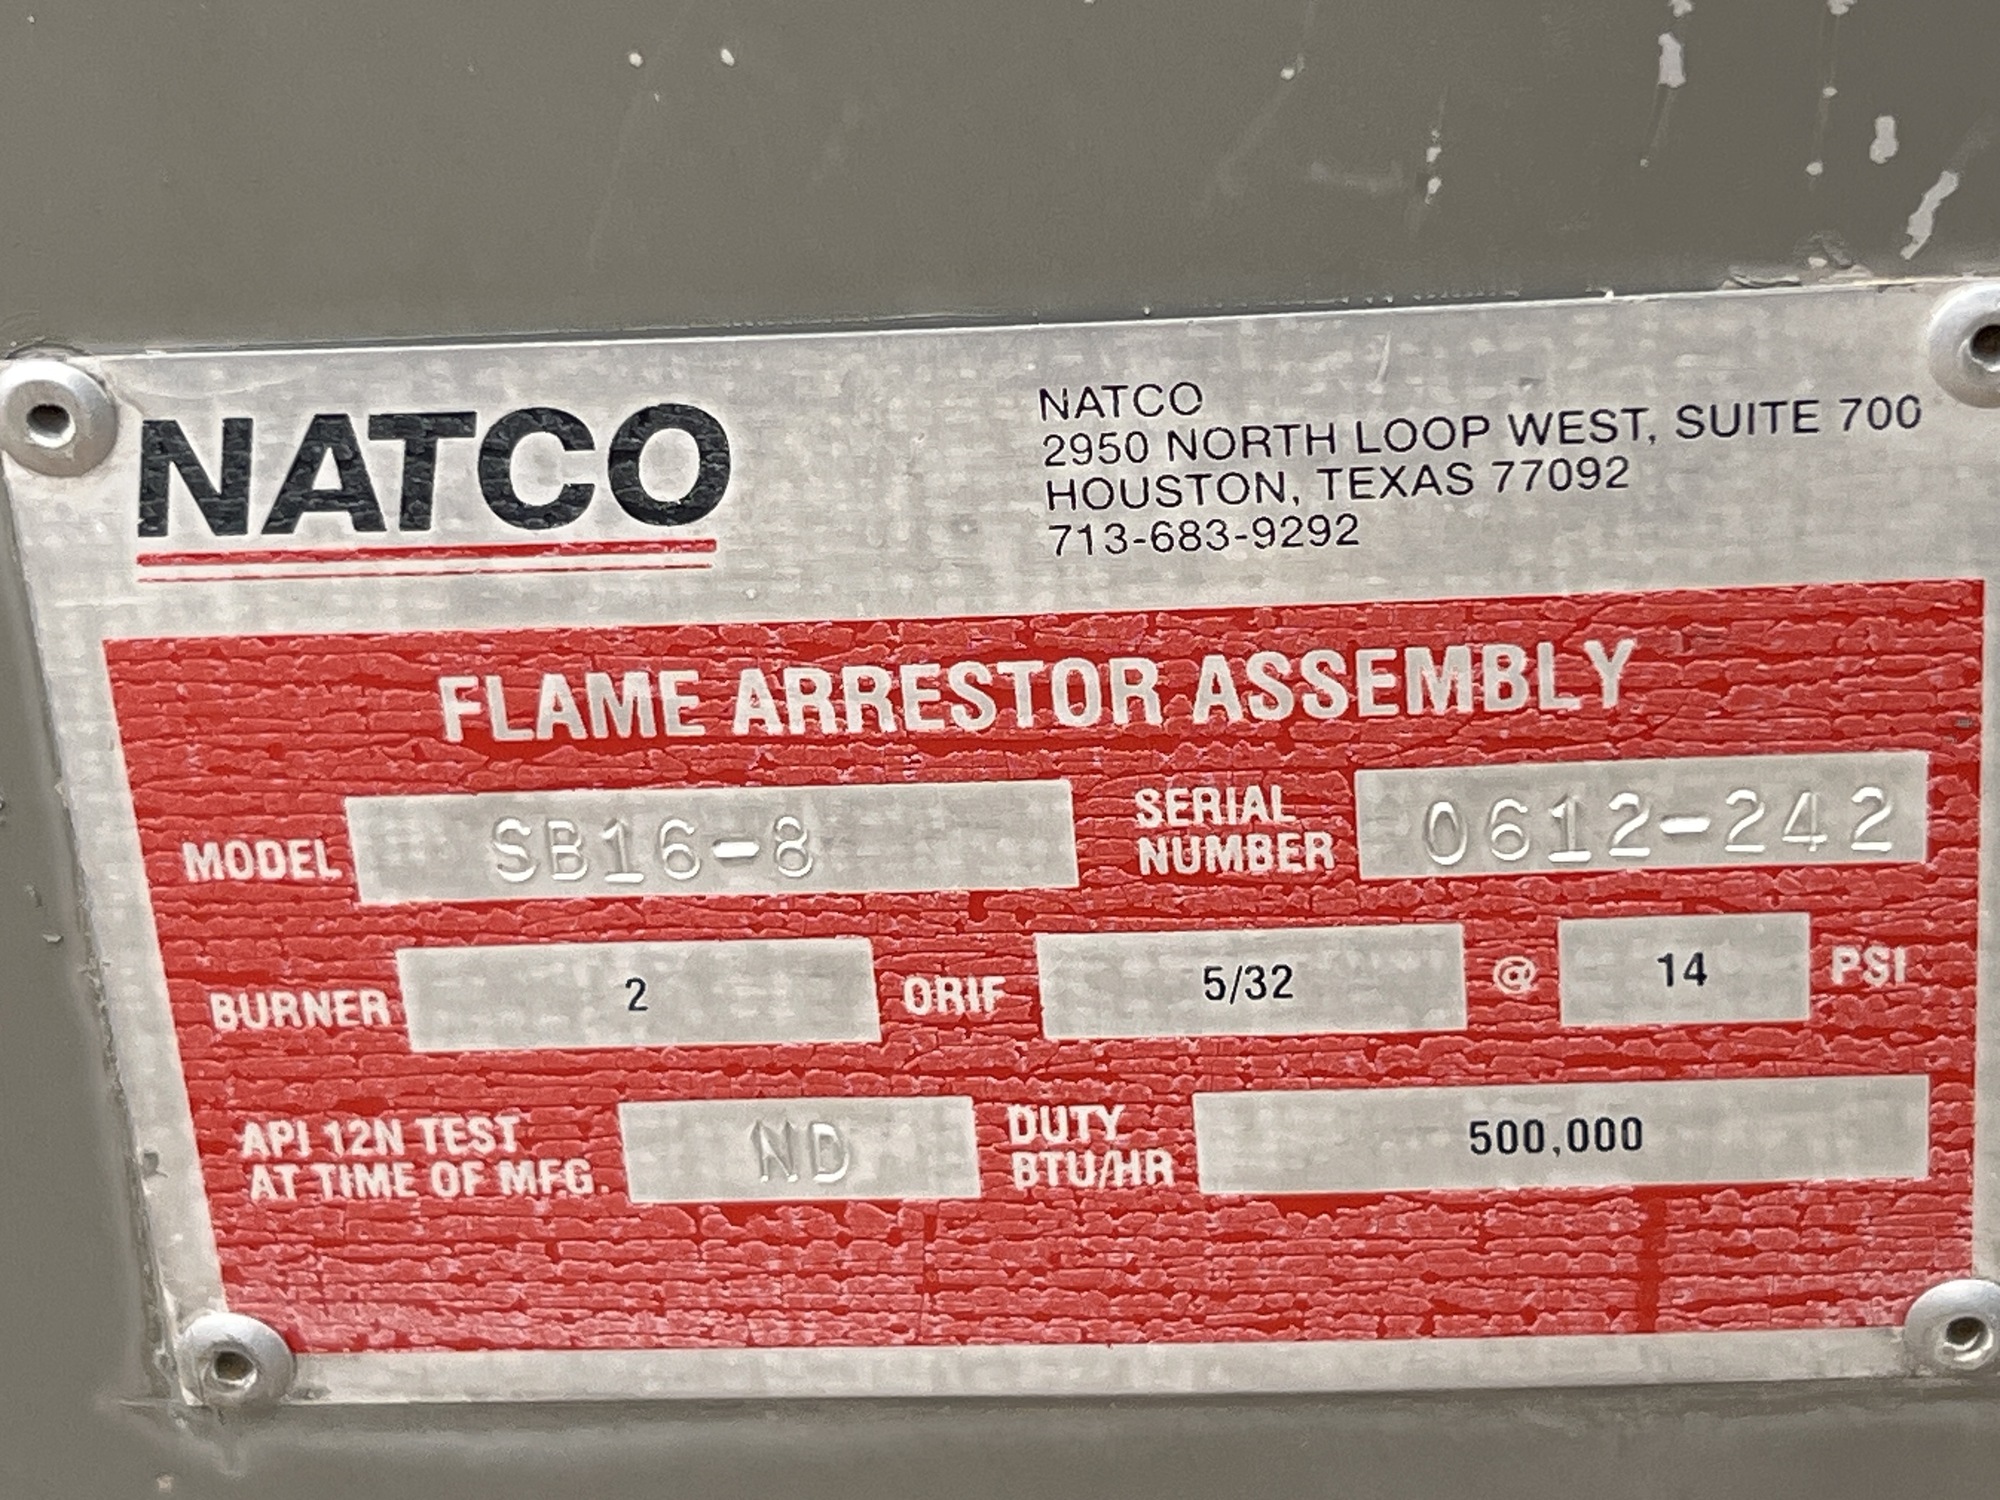 NATCO
NATCO
2950 NORTH LOOP WEST, SUITE 700
HOUSTON, TEXAS 77092
713-683-9292
FLAME ARRESTOR ASSEMBLY
MODEL SB16-8 SERIAL NUMBER 0612-242
BURNER 2 ORIF 5/32 @ 14 PSI
API 12N TEST AT TIME OF MFG. ND DUTY BTU/HR 500,000